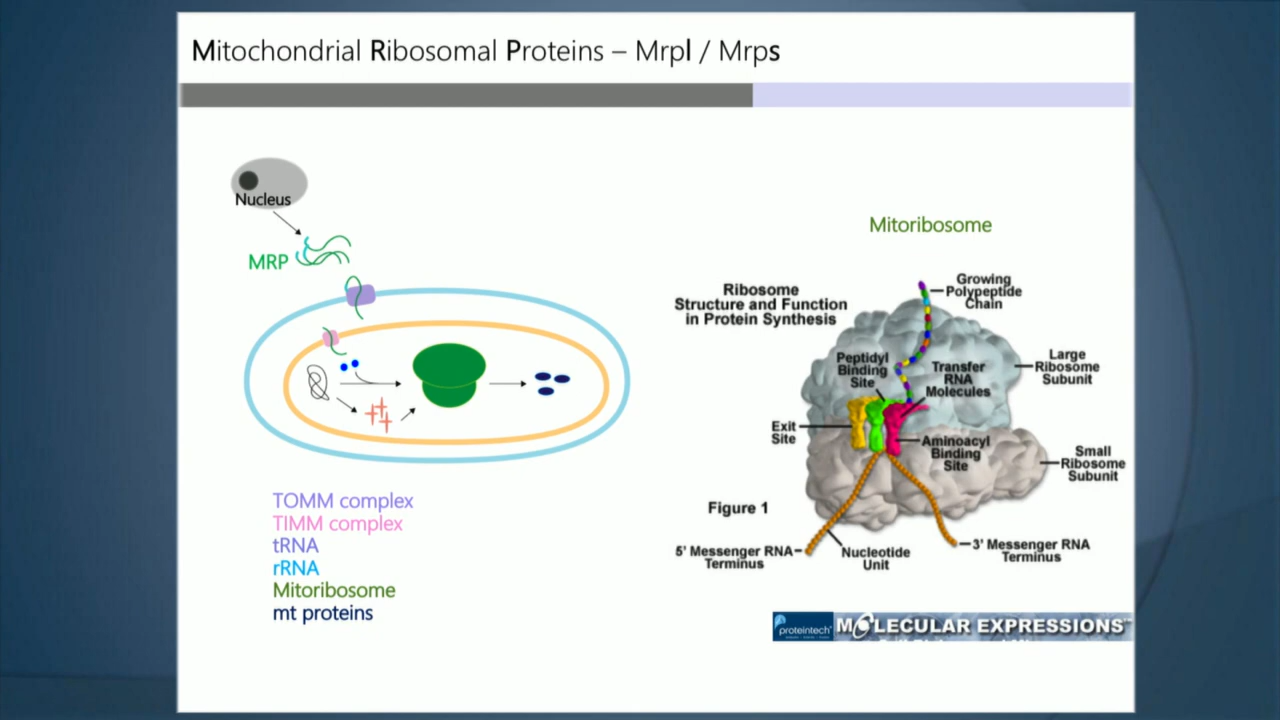 Mitochondrial Ribosomal Proteins – Mrpl / Mrps
Nucleus
MRP
TOMM complex
TIMM complex
tRNA
rRNA
Mitoribosome
mt proteins
Mitoribosome
Ribosome
Structure and Function
in Protein Synthesis
Growing
Polypeptide
Chain
Peptidyl
Binding
Site
Transfer
RNA
Molecules
Large
Ribosome
Subunit
Exit
Site
Aminoacyl
Binding
Site
Small
Ribosome
Subunit
Figure 1
5' Messenger RNA
Terminus
Nucleotide
Unit
3' Messenger RNA
Terminus
proteintech
MOLECULAR EXPRESSIONS™